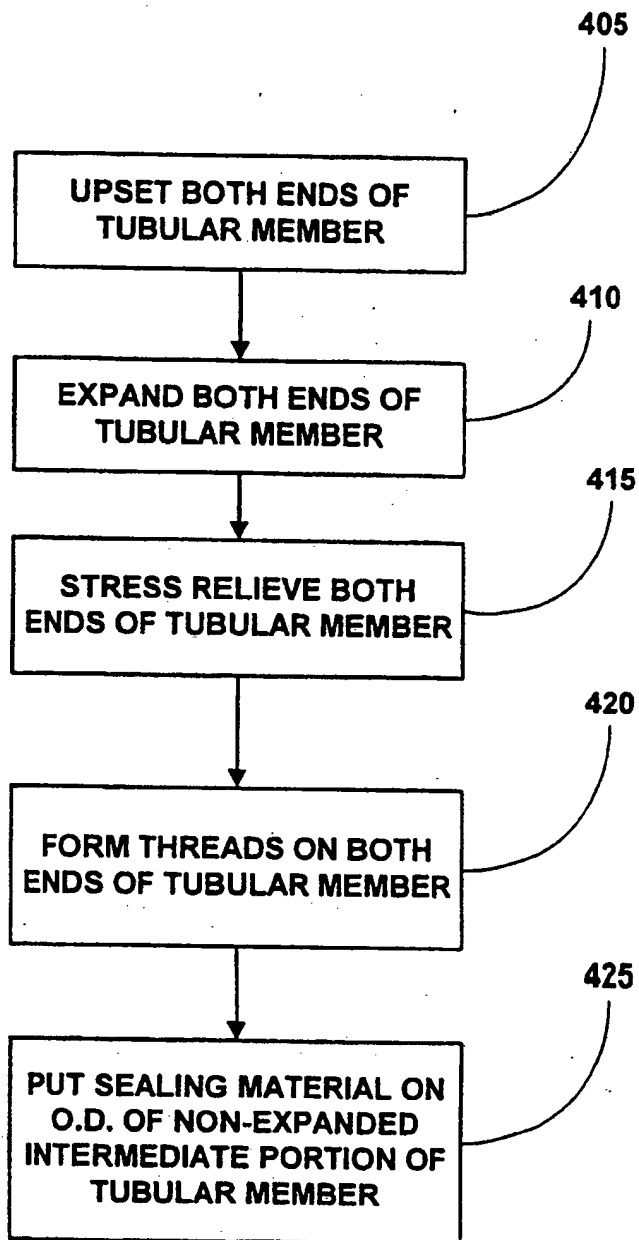 405
UPSET BOTH ENDS OF
TUBULAR MEMBER
410
EXPAND BOTH ENDS OF
TUBULAR MEMBER
415
STRESS RELIEVE BOTH
ENDS OF TUBULAR MEMBER
420
FORM THREADS ON BOTH
ENDS OF TUBULAR MEMBER
425
PUT SEALING MATERIAL ON
O.D. OF NON-EXPANDED
INTERMEDIATE PORTION OF
TUBULAR MEMBER